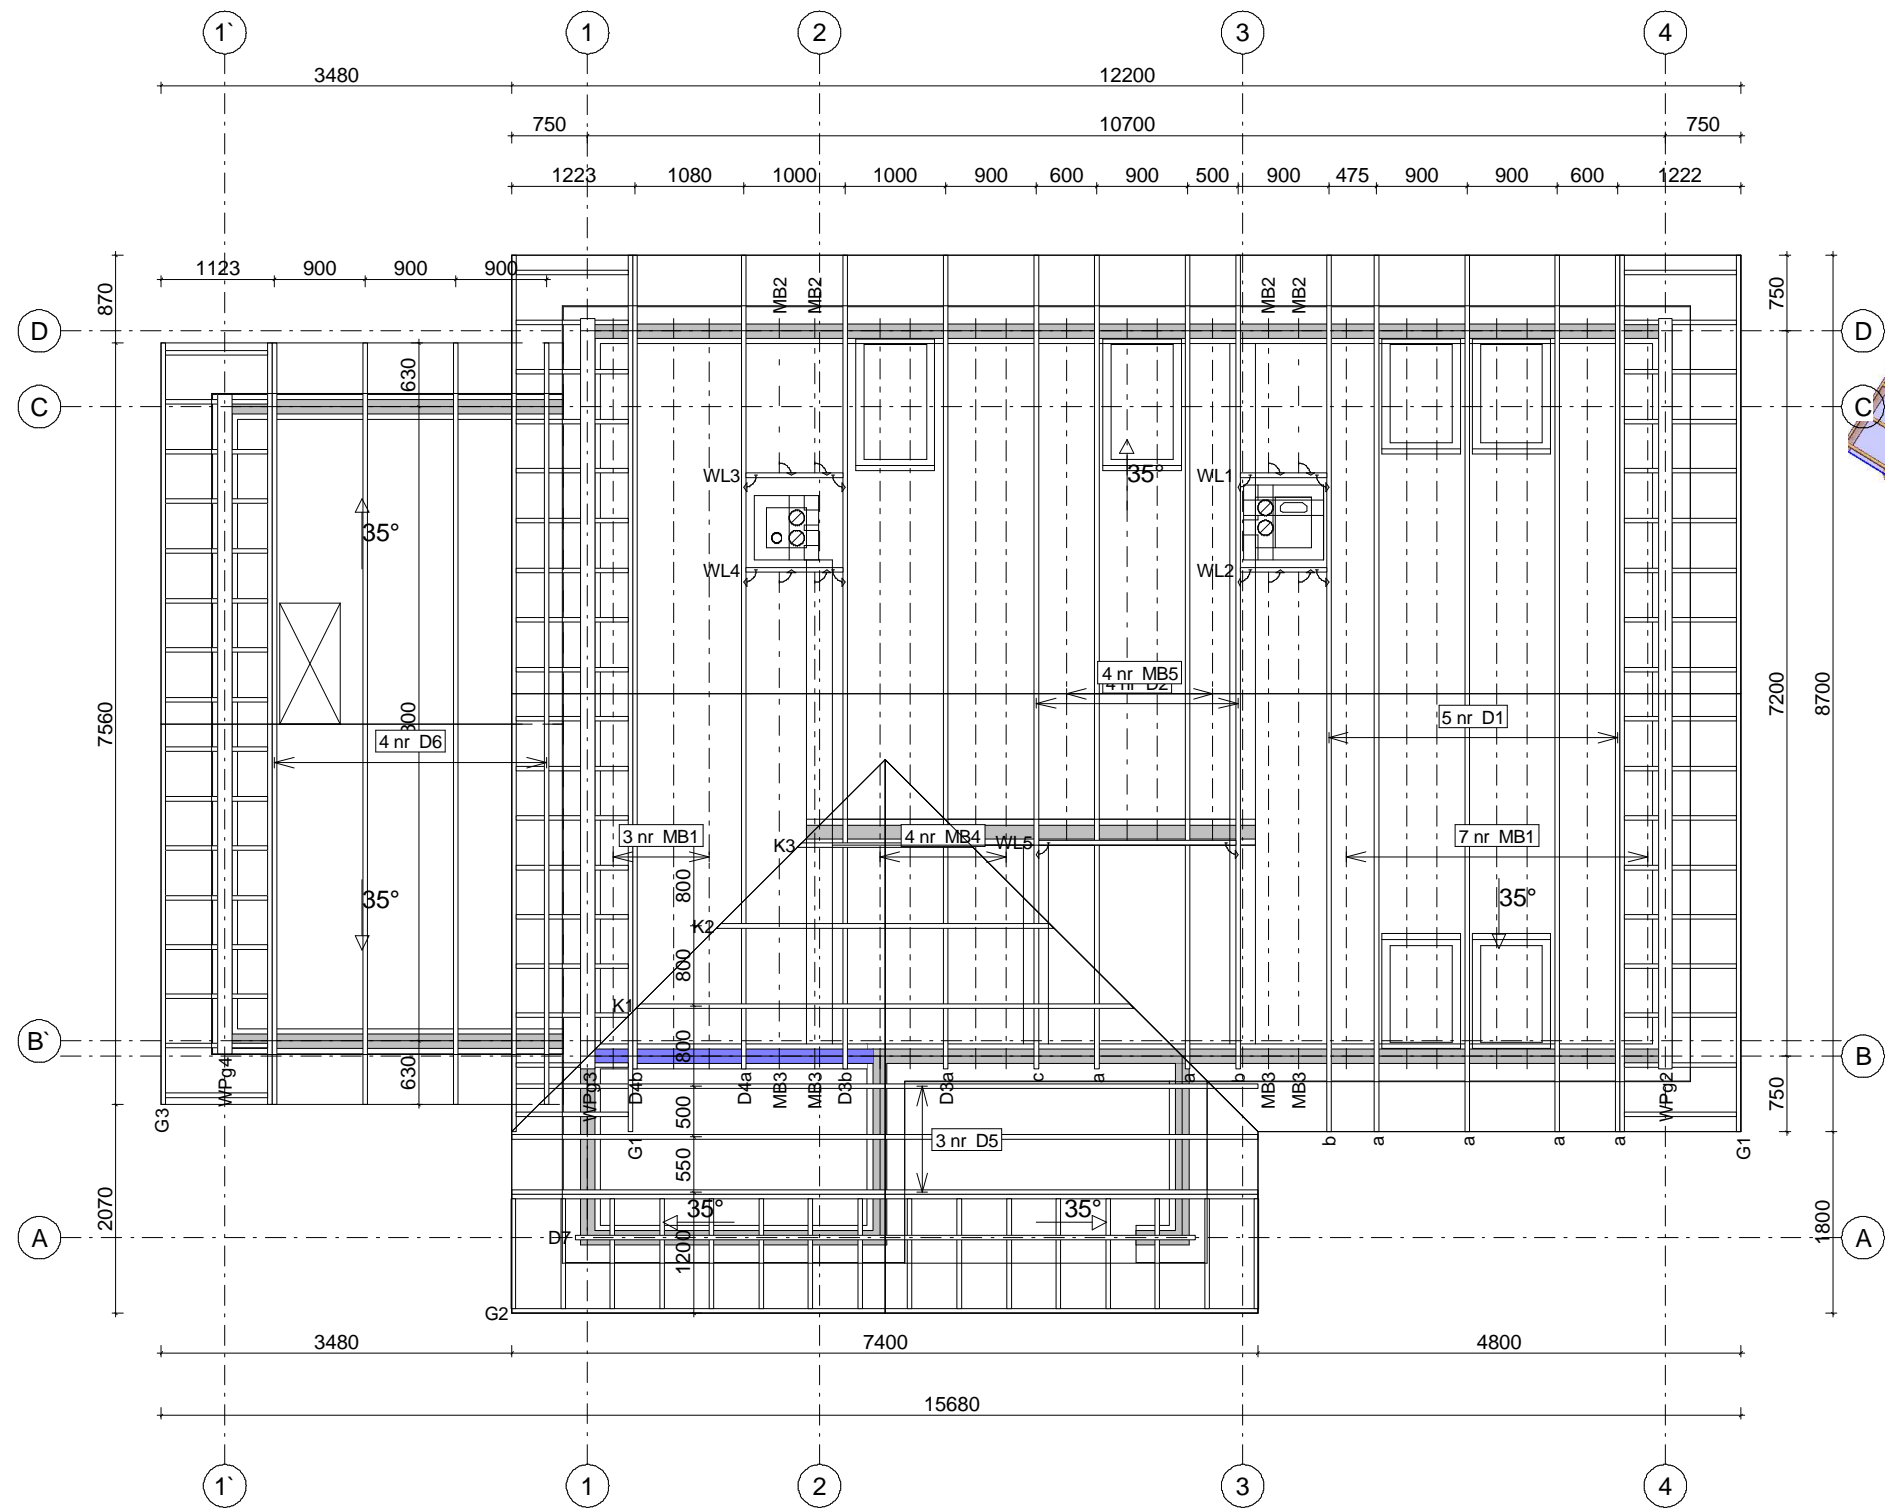 1` 1 2 3 4
3480 12200
750 10700 750
1223 1080 1000 1000 900 600 900 500 900 475 900 900 600 1222
1123 900 900 900
870
750
MB2 MB2 MB2 MB2
D D
630
C C
WL3 35° WL1
35°
WL4 WL2
4 nr MB5
4 nr D2
7560 7200 8700
5 nr D1
4 nr D6
3 nr MB1 4 nr MB4 7 nr MB1
K3 WL5
800
35° 35°
K2
800
K1
B` B
800
630
WPg4 WPg3 D4b D4a MB3 MB3 D3b D3a c a a b MB3 MB3 WPg2
750
G3 500
3 nr D5
G1 b a a a a G1
550
2070 1800
35° 35°
A D7 A
1200
G2
3480 7400 4800
15680
1` 1 2 3 4